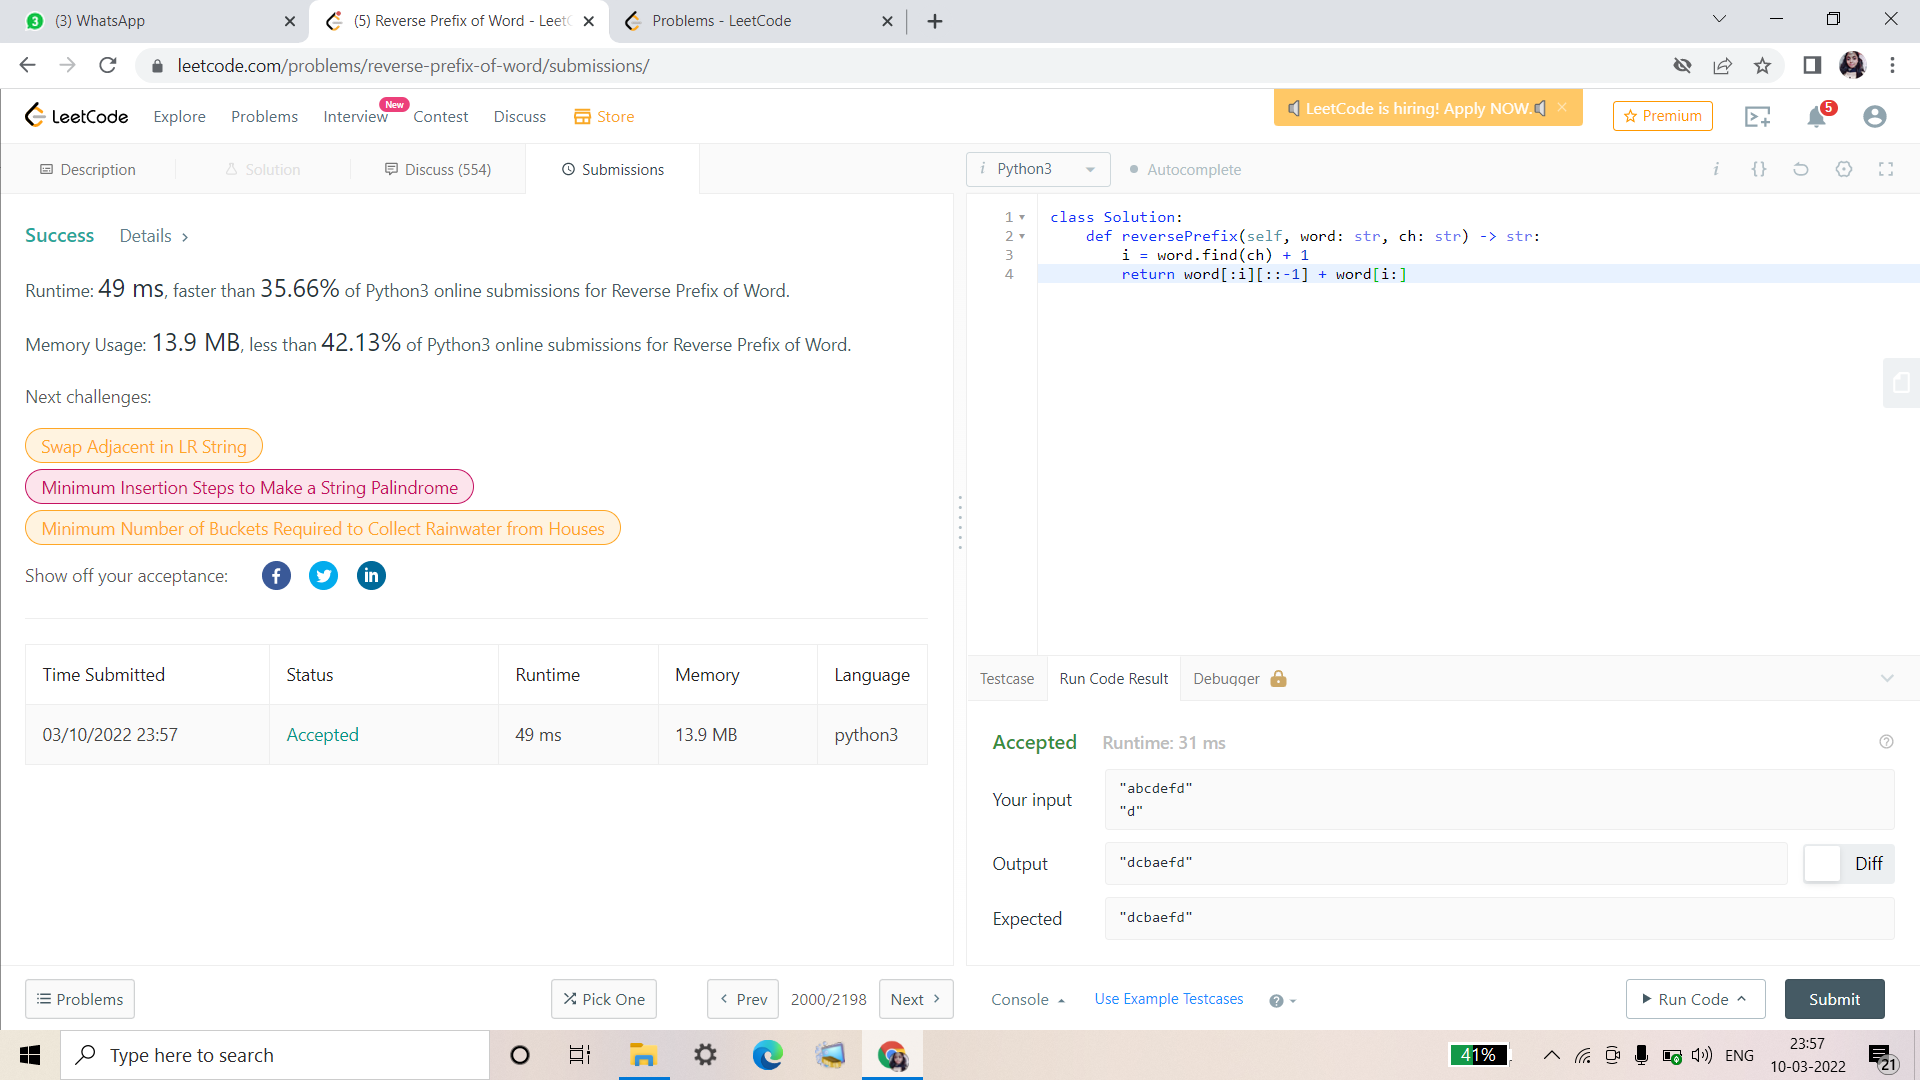 (3) WhatsApp
(5) Reverse Prefix of Word - Leet
Problems - LeetCode
leetcode.com/problems/reverse-prefix-of-word/submissions/
LeetCode
Explore
Problems
Interview
New
Contest
Discuss
Store
LeetCode is hiring! Apply NOW.
Premium
5
Description
Solution
Discuss (554)
Submissions
Success
Details >
Runtime: 49 ms, faster than 35.66% of Python3 online submissions for Reverse Prefix of Word.
Memory Usage: 13.9 MB, less than 42.13% of Python3 online submissions for Reverse Prefix of Word.
Next challenges:
Swap Adjacent in LR String
Minimum Insertion Steps to Make a String Palindrome
Minimum Number of Buckets Required to Collect Rainwater from Houses
Show off your acceptance:
Time Submitted Status Runtime Memory Language
03/10/2022 23:57 Accepted 49 ms 13.9 MB python3
Problems
Pick One
< Prev
2000/2198
Next >
i Python3
Autocomplete
i {}
1 class Solution:
2 def reversePrefix(self, word: str, ch: str) -> str:
3 i = word.find(ch) + 1
4 return word[:i][::-1] + word[i:]
Testcase
Run Code Result
Debugger
Accepted
Runtime: 31 ms
?
Your input
"abcdefd"
"d"
Output
"dcbaefd"
Diff
Expected
"dcbaefd"
Console
Use Example Testcases
?
Run Code
Submit
Type here to search
41%
ENG
23:57
10-03-2022
21